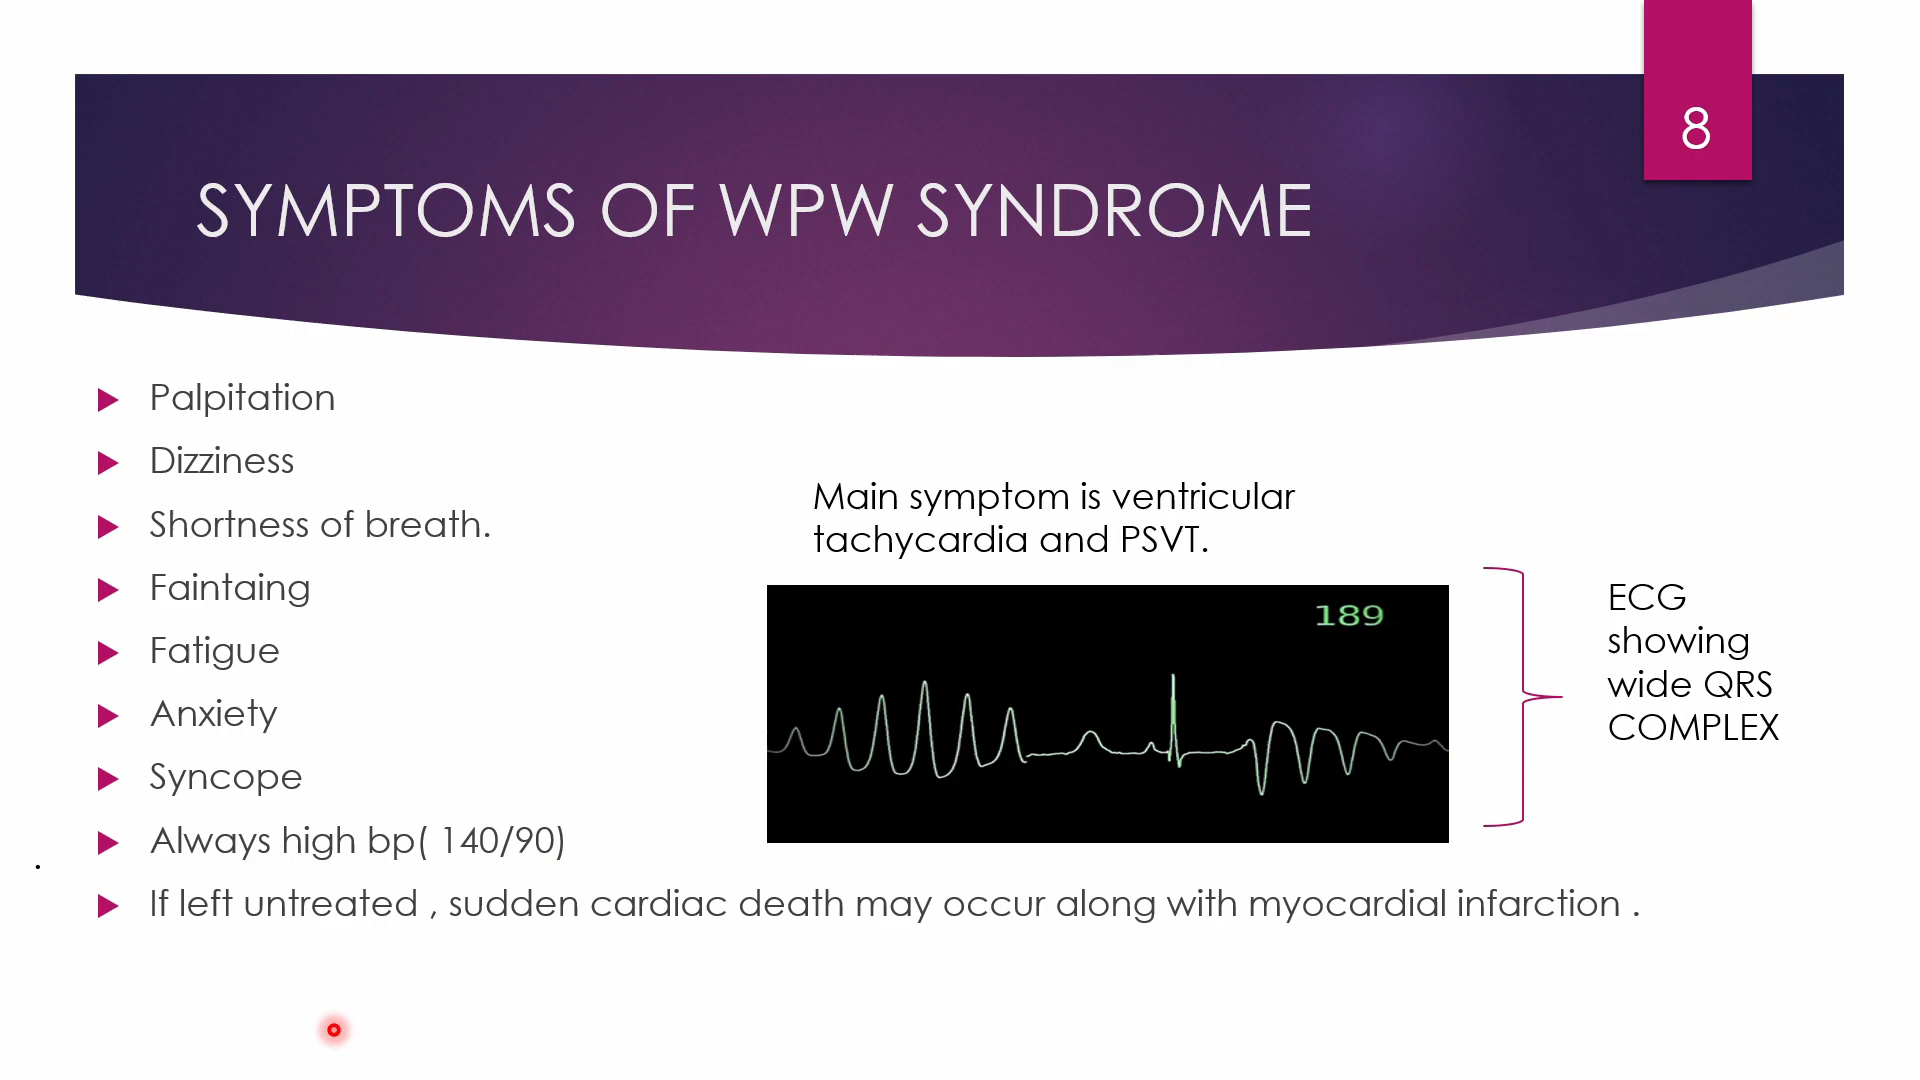 8
SYMPTOMS OF WPW SYNDROME
Palpitation
Dizziness
Shortness of breath.
Faintaing
Fatigue
Anxiety
Syncope
Always high bp( 140/90)
If left untreated , sudden cardiac death may occur along with myocardial infarction .
Main symptom is ventricular
tachycardia and PSVT.
189
ECG
showing
wide QRS
COMPLEX
.